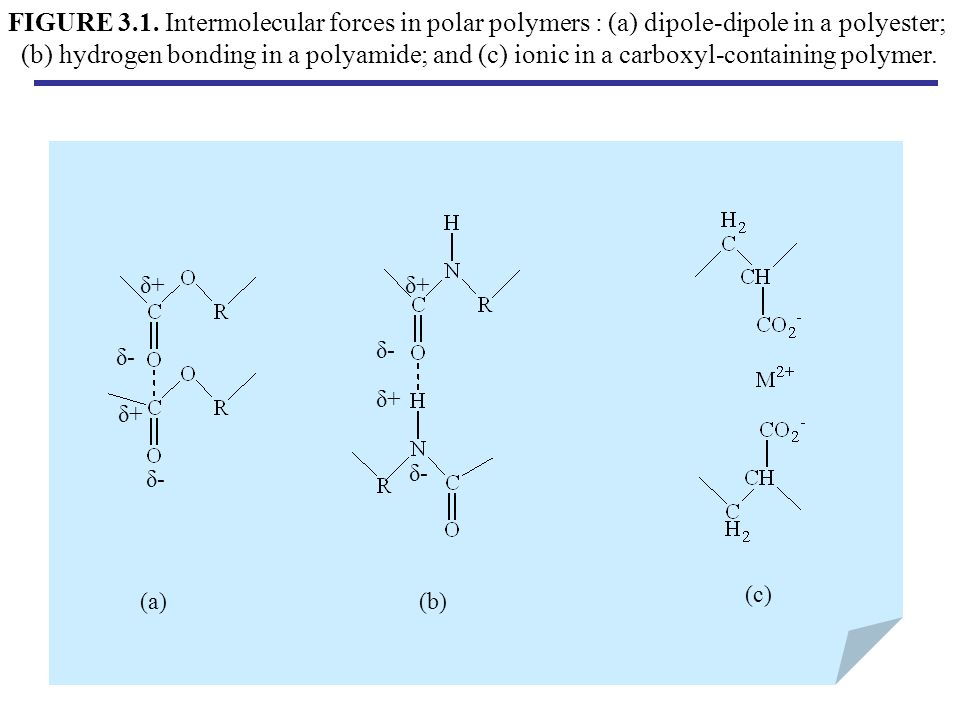 FIGURE 3.1. Intermolecular forces in polar polymers : (a) dipole-dipole in a polyester;
(b) hydrogen bonding in a polyamide; and (c) ionic in a carboxyl-containing polymer.
δ+
O
C
R
δ-
O
O
δ+
C
R
O
δ-
(a)
H
N
δ+
C
R
δ-
O
δ+
H
N
δ-
R
C
O
(b)
H2
C
CH
CO2-
M2+
CO2-
CH
C
H2
(c)